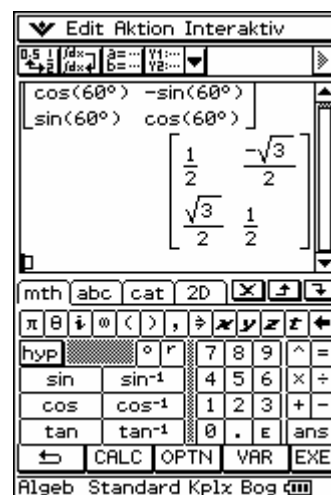 Edit Aktion Interaktiv
cos(60°) -sin(60°)
sin(60°) cos(60°)
1/2 -√3/2
√3/2 1/2
mth abc cat 2D
π θ i ∞ ( ) , ⇒ x y z t ←
hyp ° r 7 8 9 ^ =
sin sin⁻¹ 4 5 6 × ÷
cos cos⁻¹ 1 2 3 + −
tan tan⁻¹ 0 . E ans
CALC OPTN VAR EXE
Algeb Standard Kplx Bog